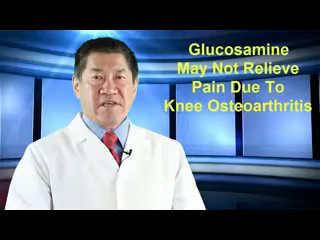 Glucosamine
May Not Relieve
Pain Due To
Knee Osteoarthritis